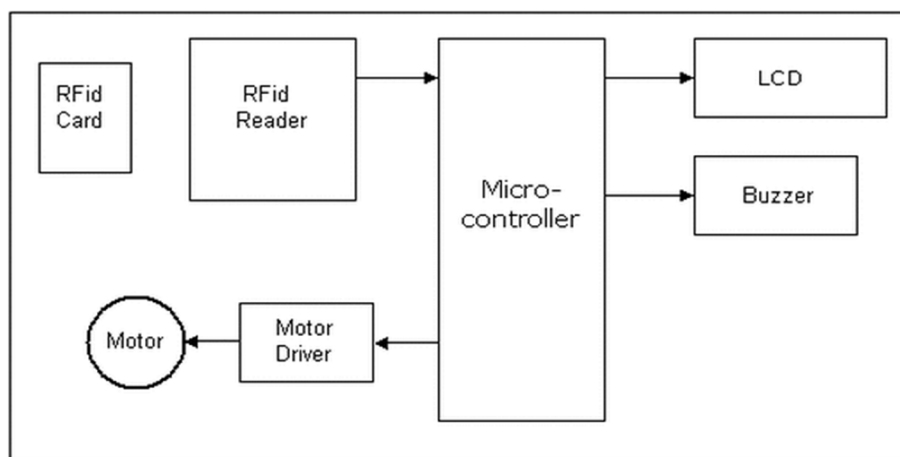 RFid
Card
RFid
Reader
Micro-
controller
LCD
Buzzer
Motor
Motor
Driver